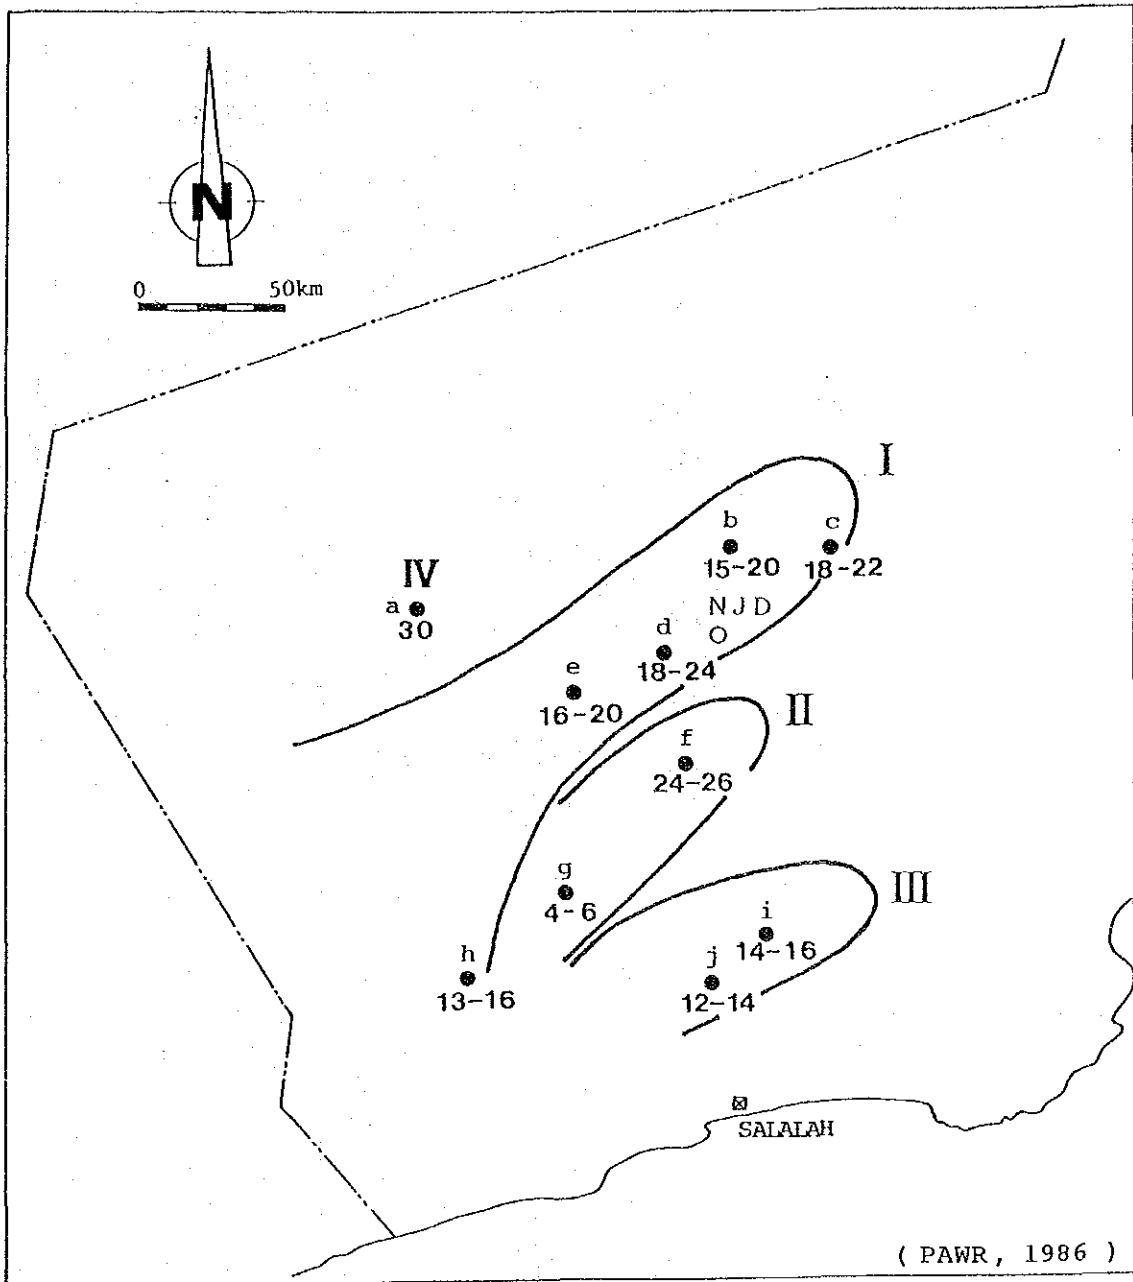 N
0 50km
I
b c
15-20 18-22
IV
a
30
NJD
O
d
18-24
e
16-20
II
f
24-26
III
g
4-6
i
14-16
h
13-16
j
12-14
SALALAH
( PAWR, 1986 )